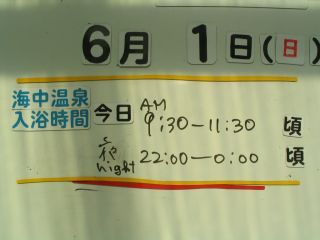 6月 1日(日)
海中温泉
入浴時間 今日 AM 9:30-11:30 頃
夜 night 22:00-0:00 頃